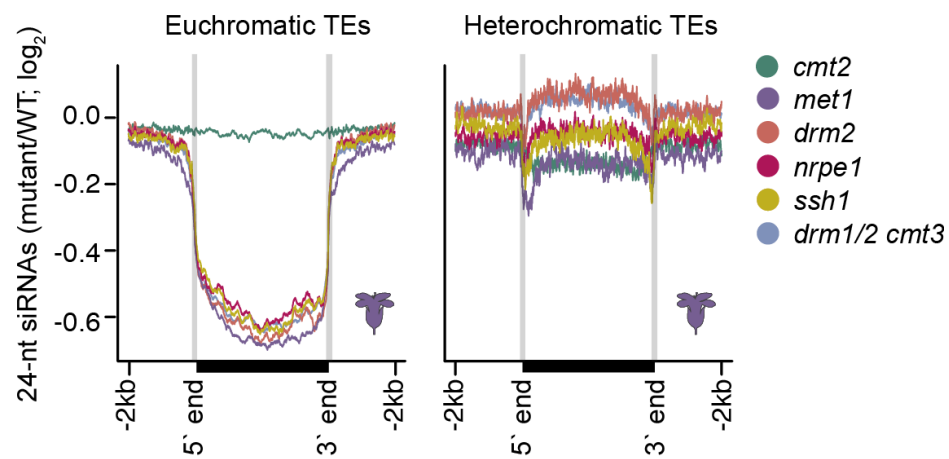 Euchromatic TEs
Heterochromatic TEs
24-nt siRNAs (mutant/WT; log2)
0.0
-0.2
-0.4
-0.6
-2kb
5` end
3` end
-2kb
-2kb
5` end
3` end
-2kb
cmt2
met1
drm2
nrpe1
ssh1
drm1/2 cmt3